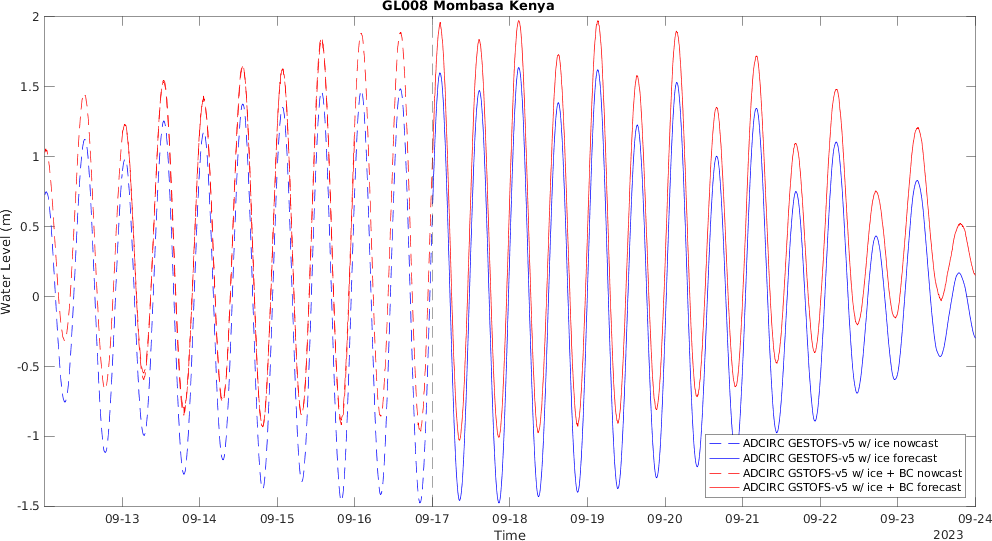 GL008 Mombasa Kenya
2
1.5
1
0.5
0
-0.5
-1
-1.5
Water Level (m)
ADCIRC GESTOFS-v5 w/ ice nowcast
ADCIRC GESTOFS-v5 w/ ice forecast
ADCIRC GSTOFS-v5 w/ ice + BC nowcast
ADCIRC GSTOFS-v5 w/ ice + BC forecast
09-13 09-14 09-15 09-16 09-17 09-18 09-19 09-20 09-21 09-22 09-23 09-24
Time
2023